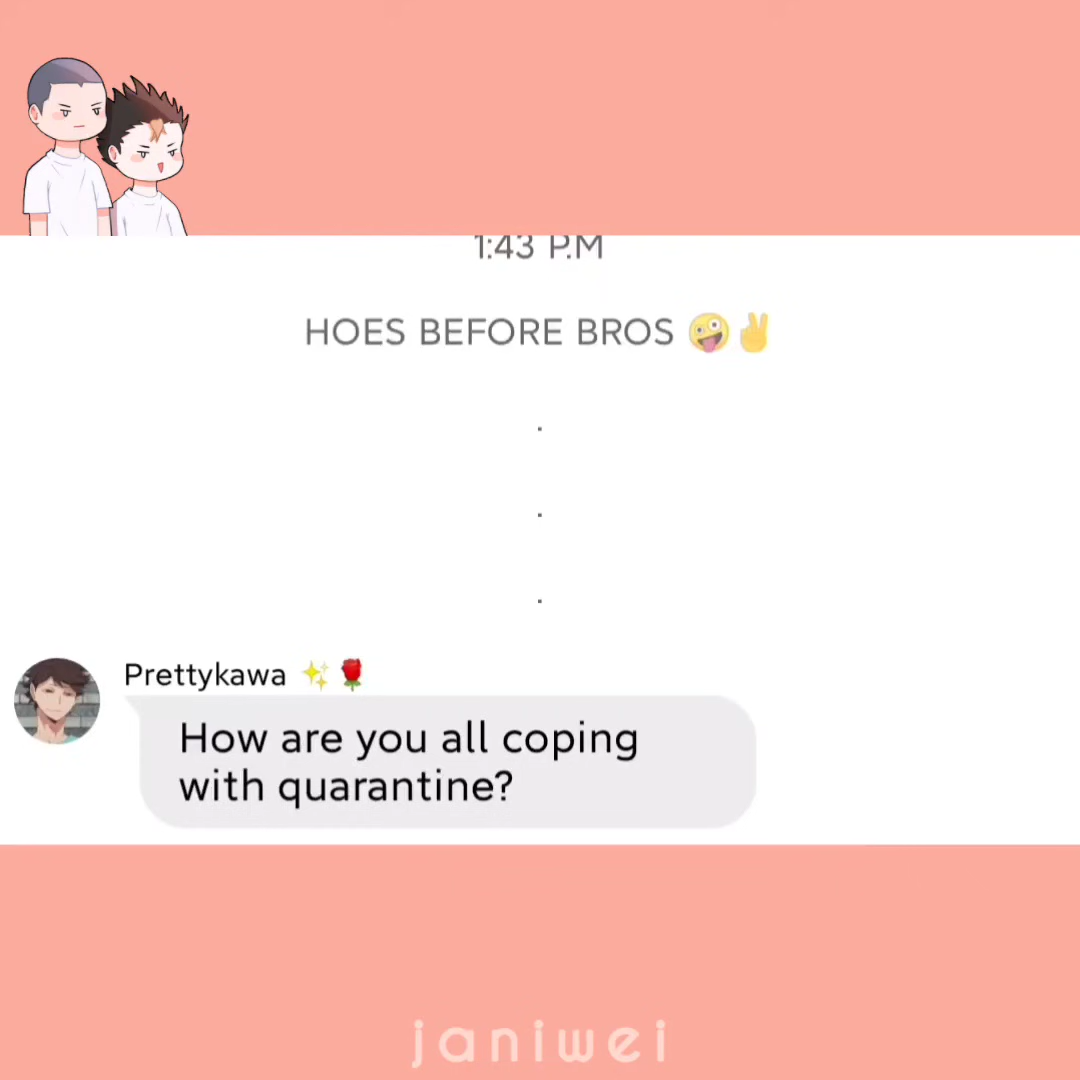 1:43 P.M
HOES BEFORE BROS 🤪✌
.
.
.
Prettykawa ✨🌹
How are you all coping
with quarantine?
janiwei